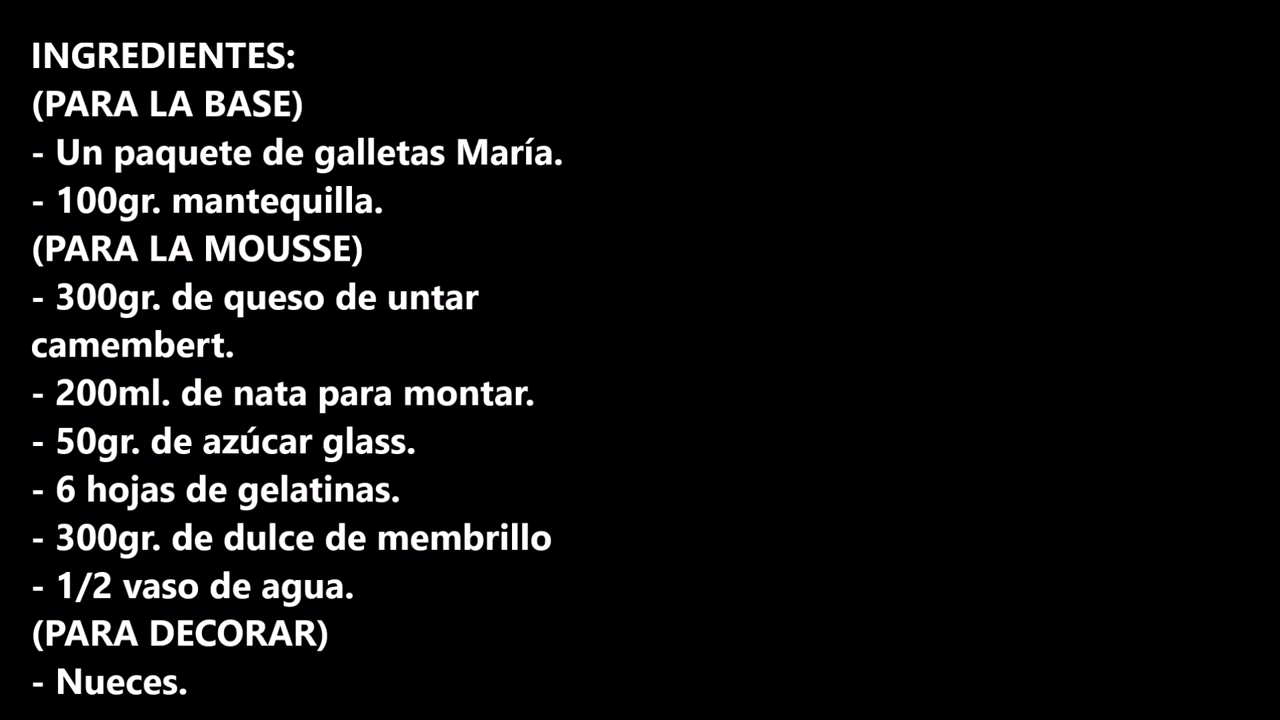 INGREDIENTES:
(PARA LA BASE)
- Un paquete de galletas María.
- 100gr. mantequilla.
(PARA LA MOUSSE)
- 300gr. de queso de untar
camembert.
- 200ml. de nata para montar.
- 50gr. de azúcar glass.
- 6 hojas de gelatinas.
- 300gr. de dulce de membrillo
- 1/2 vaso de agua.
(PARA DECORAR)
- Nueces.